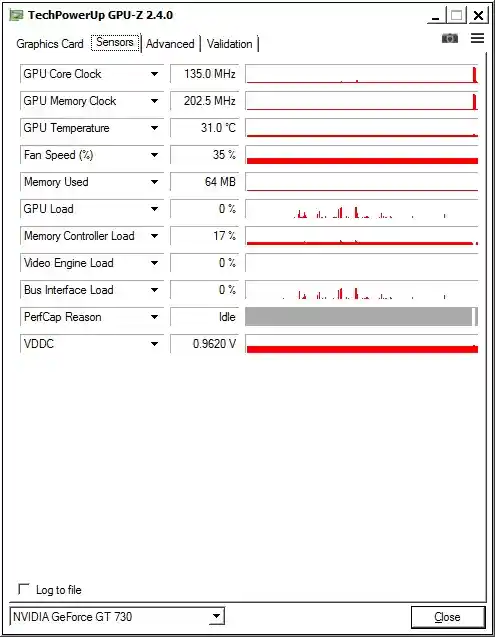 TechPowerUp GPU-Z 2.4.0
Graphics Card Sensors Advanced Validation
GPU Core Clock 135.0 MHz
GPU Memory Clock 202.5 MHz
GPU Temperature 31.0 °C
Fan Speed (%) 35 %
Memory Used 64 MB
GPU Load 0 %
Memory Controller Load 17 %
Video Engine Load 0 %
Bus Interface Load 0 %
PerfCap Reason Idle
VDDC 0.9620 V
Log to file
NVIDIA GeForce GT 730 Close